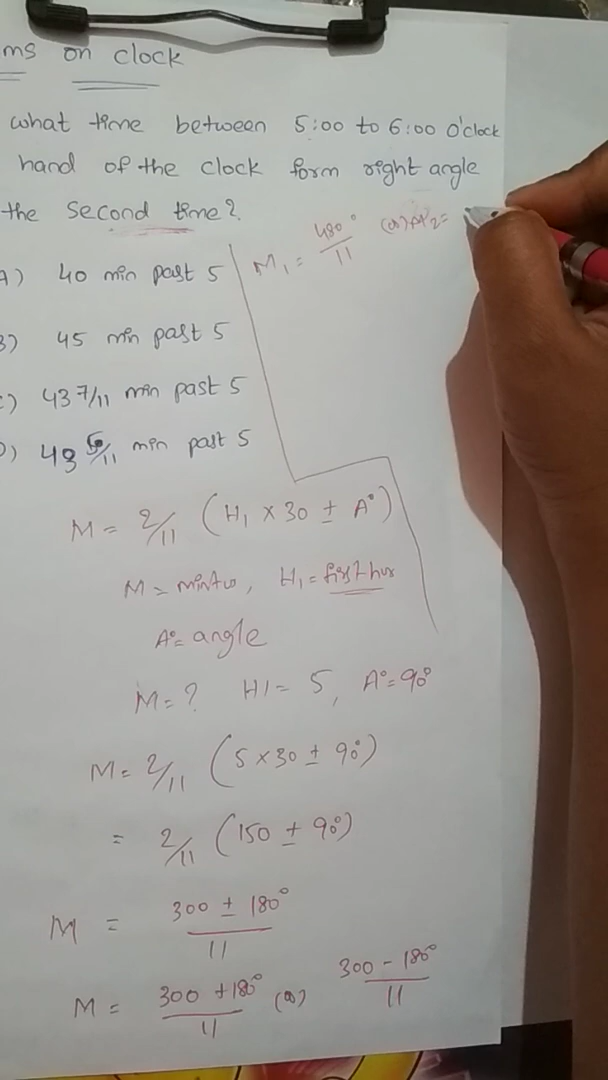 ms on clock
what time between 5:00 to 6:00 o'clock
hand of the clock form right angle
the second time?
A) 40 min past 5
B) 45 min past 5
C) 43 7/11 min past 5
D) 43 5/11 min past 5
M1 = 480°/11 (or) M2 =
M = 2/11 (H1 × 30 ± A°)
M = , H1 = first
A° = angle
M = ? H1 = 5, A° = 90°
M = 2/11 (5 × 30 ± 90°)
= 2/11 (150 ± 90°)
M = 300 ± 180°/11
M = 300 + 180°/11 (or) 300 - 180°/11